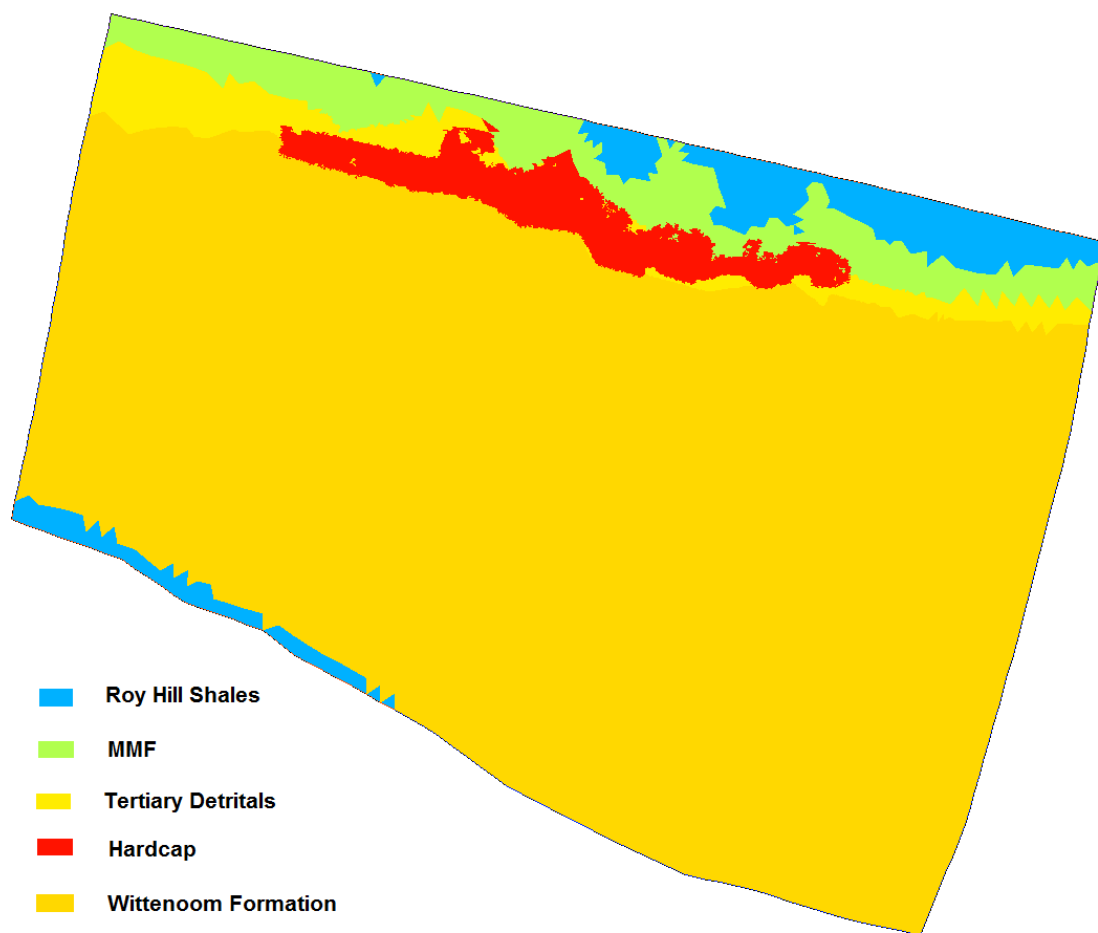 Roy Hill Shales
MMF
Tertiary Detritals
Hardcap
Wittenoom Formation